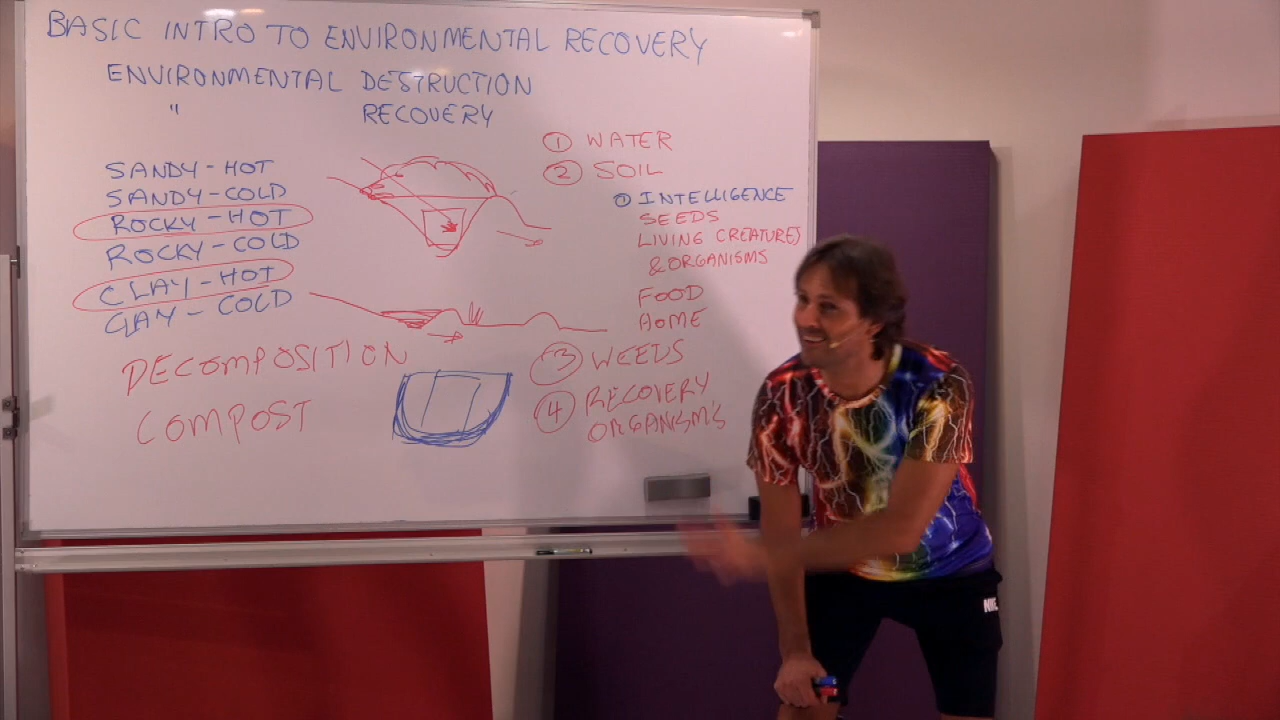 BASIC INTRO TO ENVIRONMENTAL RECOVERY
ENVIRONMENTAL DESTRUCTION
" RECOVERY
SANDY - HOT
SANDY - COLD
ROCKY - HOT
ROCKY - COLD
CLAY - HOT
CLAY - COLD
DECOMPOSITION
COMPOST
① WATER
② SOIL
① INTELLIGENCE
SEEDS
LIVING CREATURES
& ORGANISMS
FOOD
HOME
③ WEEDS
④ RECOVERY
ORGANISM'S
NIKE